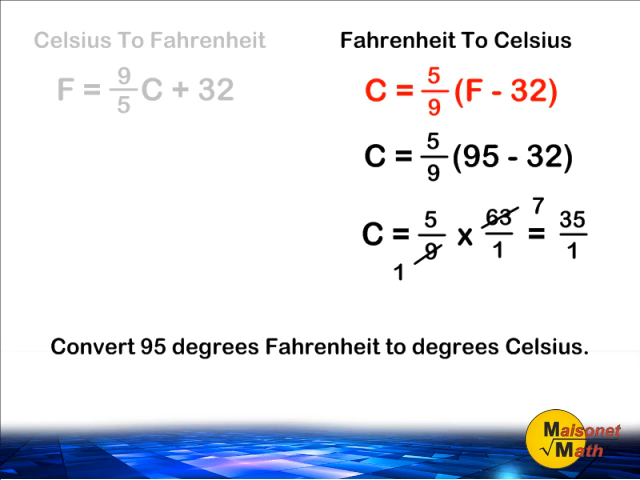 Celsius To Fahrenheit
F = 9/5 C + 32
Fahrenheit To Celsius
C = 5/9 (F - 32)
C = 5/9 (95 - 32)
C = 5/9 x 63/1 = 35/1
7
1
Convert 95 degrees Fahrenheit to degrees Celsius.
Maisonet
√Math